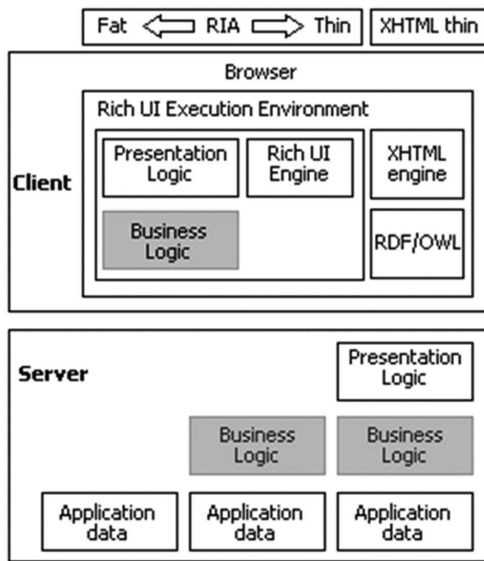 Fat RIA Thin XHTML thin
Browser
Rich UI Execution Environment
Client
Presentation
Logic
Rich UI
Engine
XHTML
engine
Business
Logic
RDF/OWL
Server
Presentation
Logic
Business
Logic
Business
Logic
Application
data
Application
data
Application
data